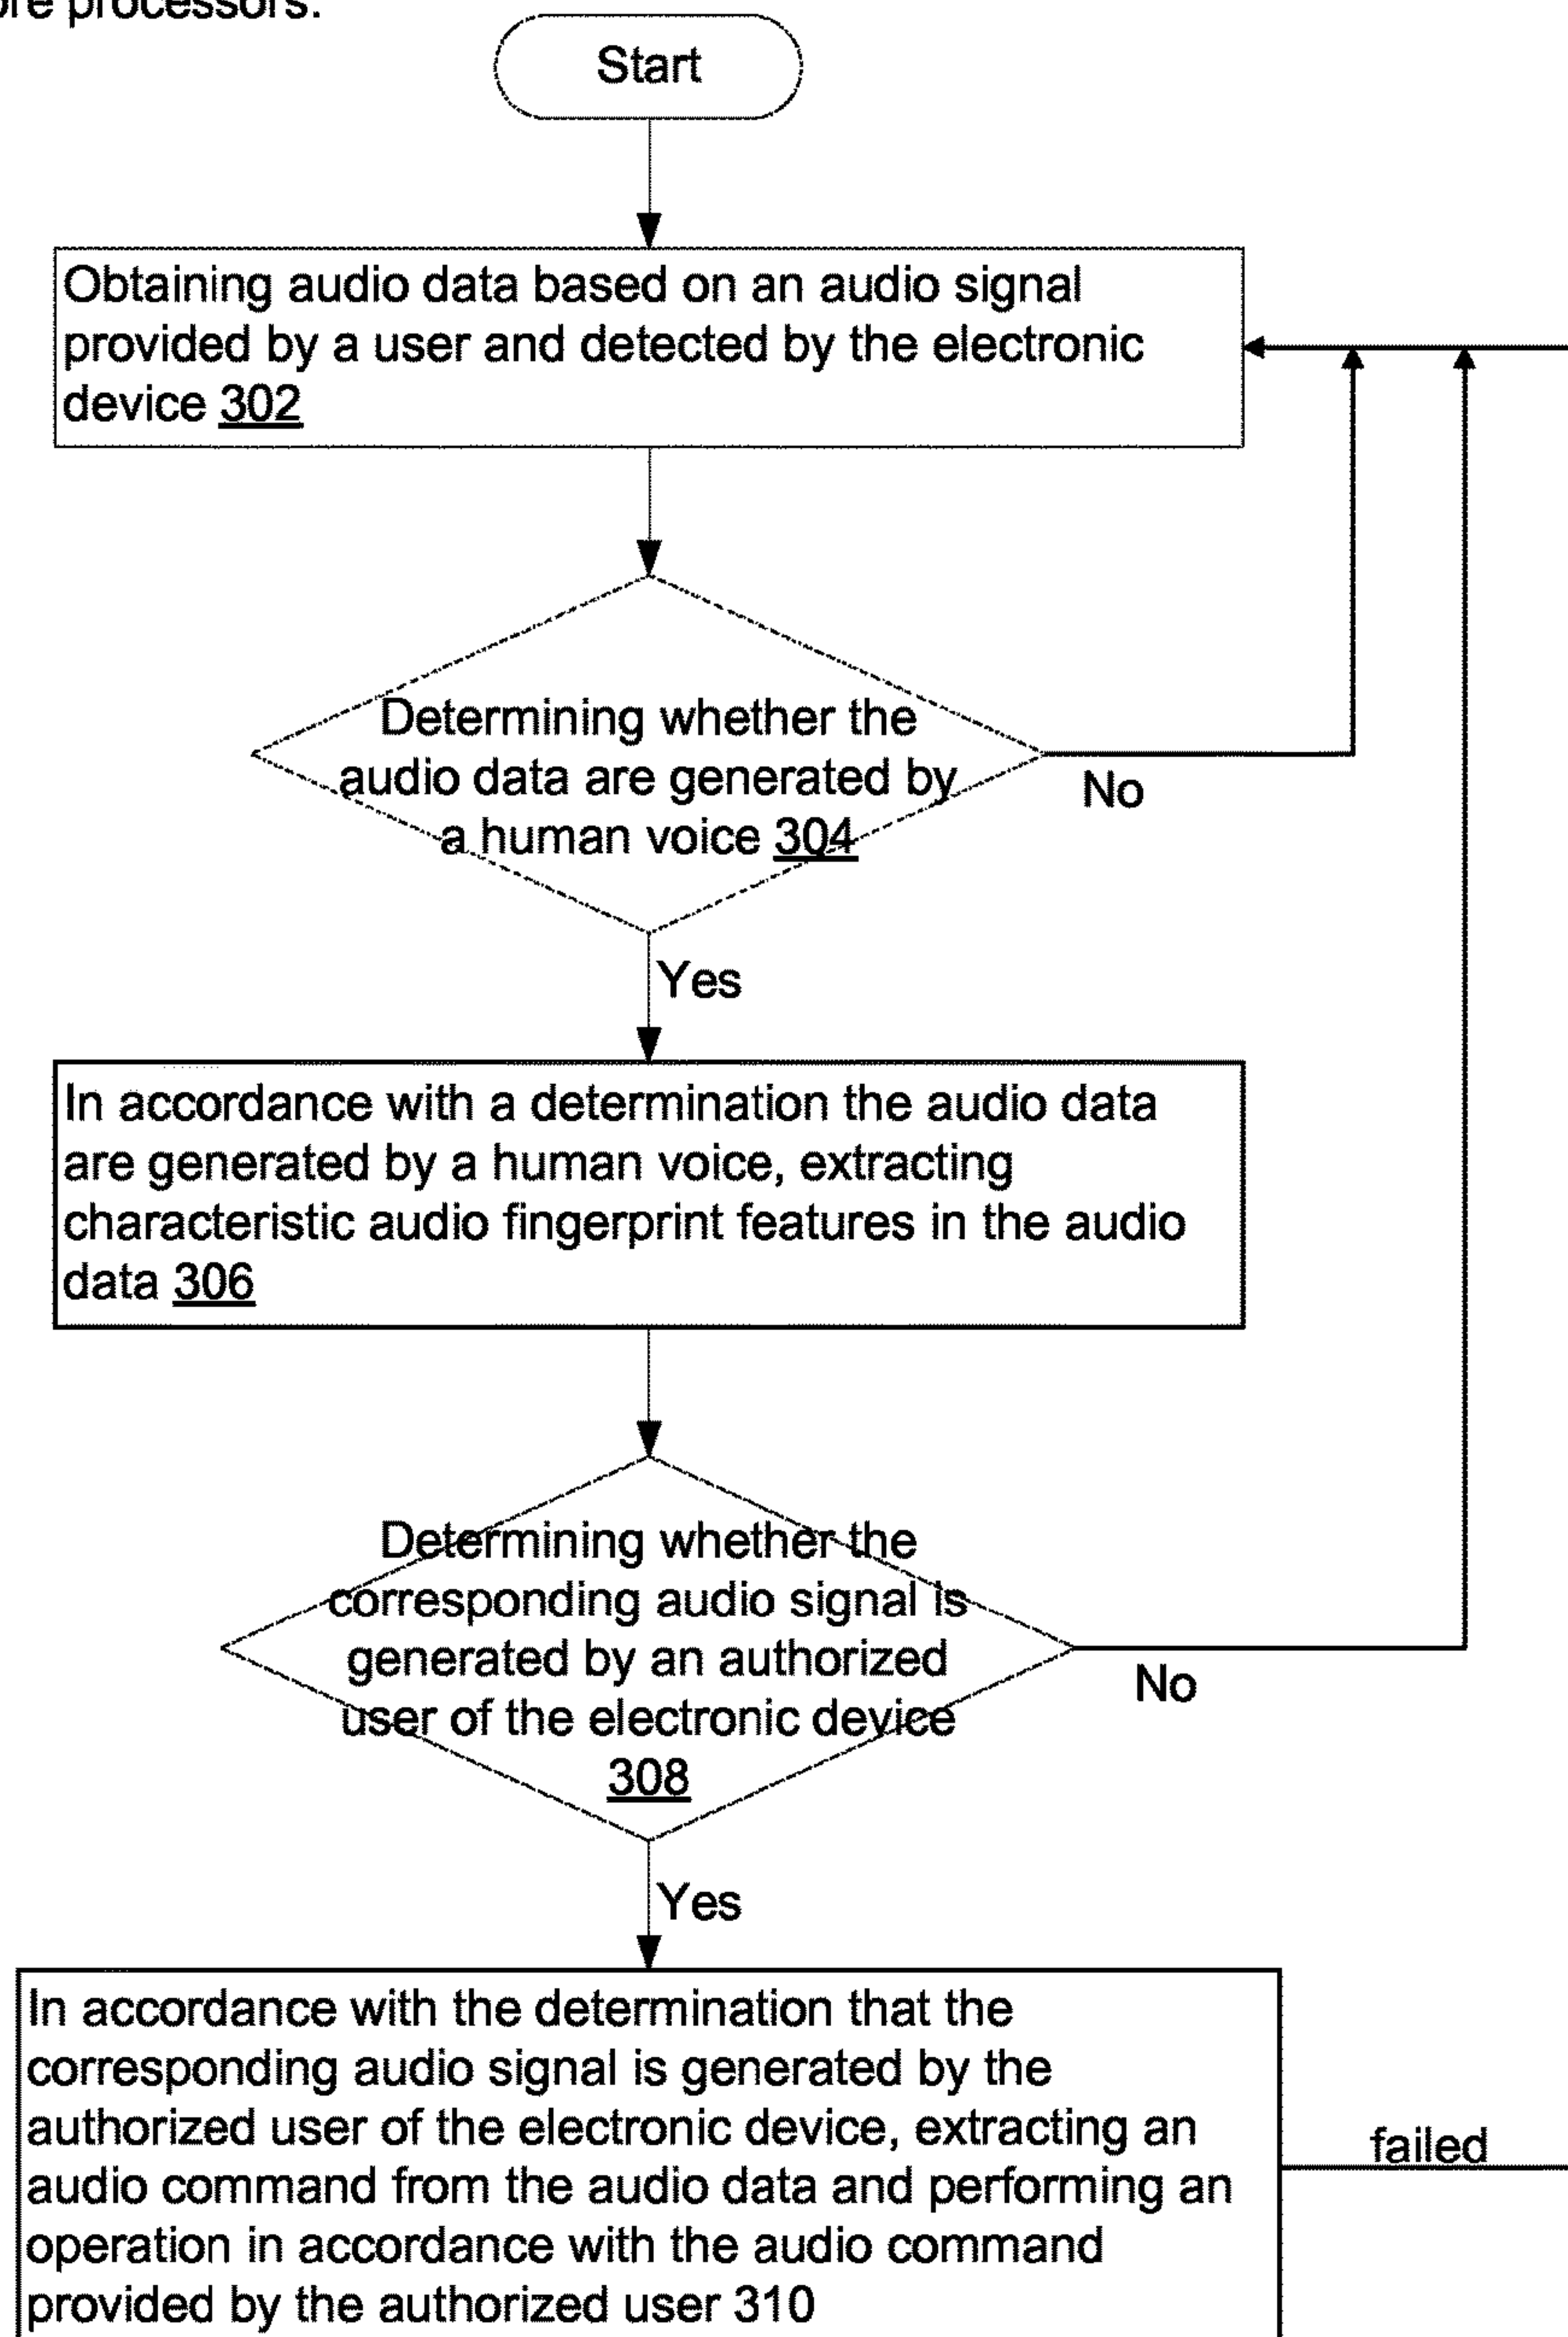 processors.
Start
Obtaining audio data based on an audio signal
provided by a user and detected by the electronic
device 302
Determining whether the
audio data are generated by
a human voice 304
No
Yes
In accordance with a determination the audio data
are generated by a human voice, extracting
characteristic audio fingerprint features in the audio
data 306
Determining whether the
corresponding audio signal is
generated by an authorized
user of the electronic device
308
No
Yes
In accordance with the determination that the
corresponding audio signal is generated by the
authorized user of the electronic device, extracting an
audio command from the audio data and performing an
operation in accordance with the audio command
provided by the authorized user 310
failed